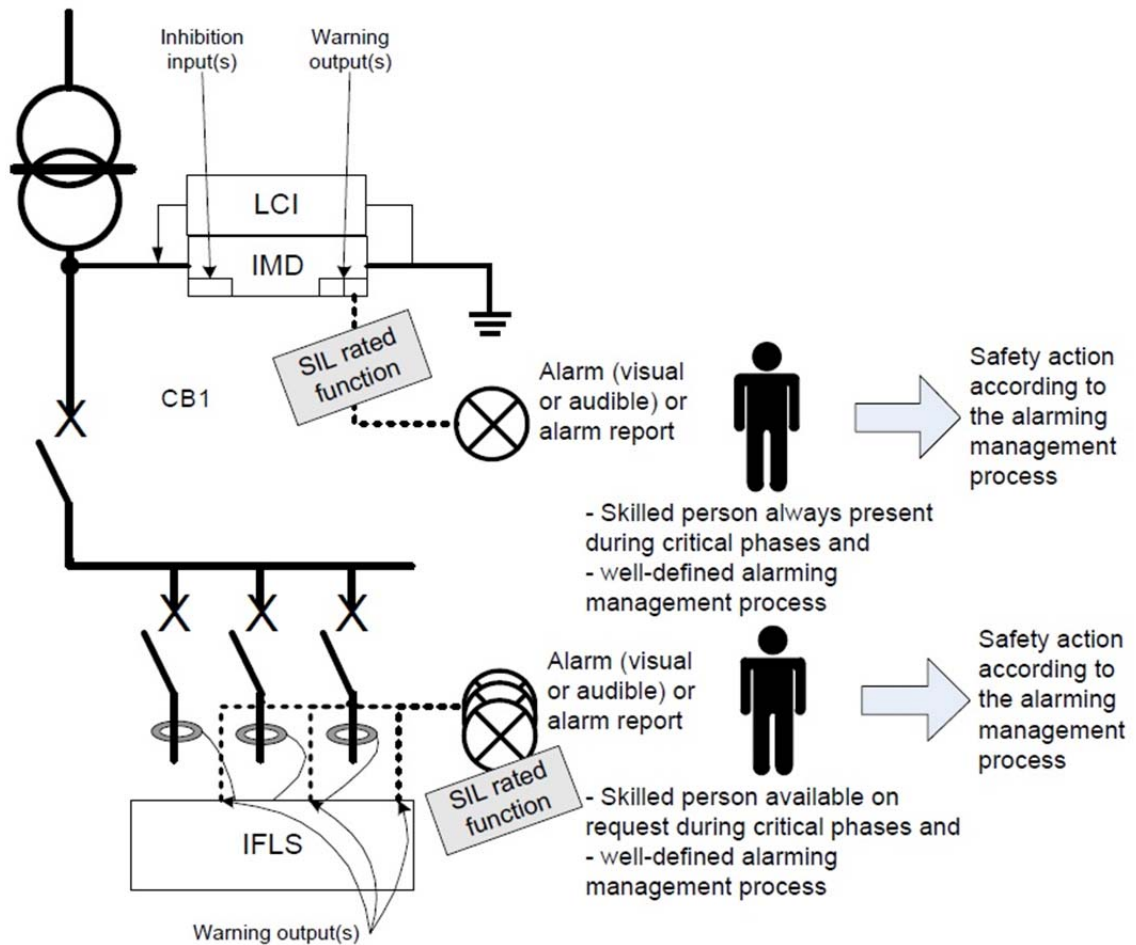 Inhibition
input(s)
Warning
output(s)
LCI
IMD
SIL rated
function
CB1
Alarm (visual
or audible) or
alarm report
Safety action
according to
the alarming
management
process
- Skilled person always present
during critical phases and
- well-defined alarming
management process
Alarm (visual
or audible) or
alarm report
Safety action
according to
the alarming
management
process
SIL rated
function
- Skilled person available on
request during critical phases and
- well-defined alarming
management process
IFLS
Warning output(s)